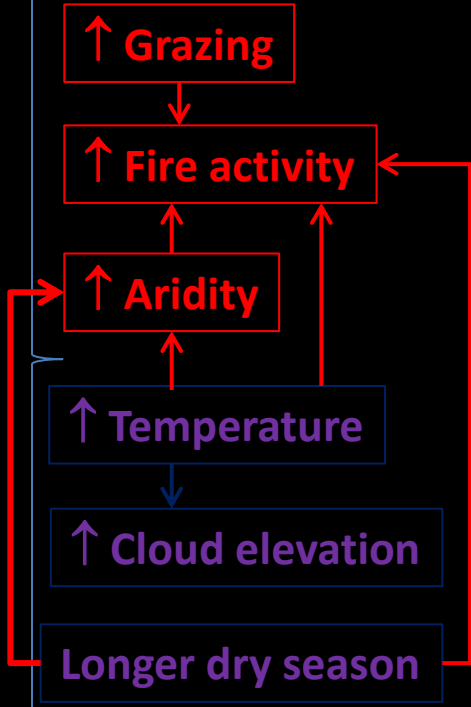 ↑ Grazing
↑ Fire activity
↑ Aridity
↑ Temperature
↑ Cloud elevation
Longer dry season